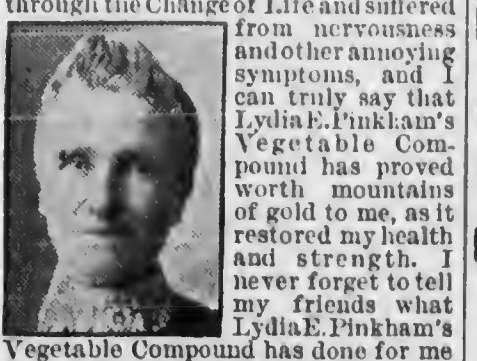 through the Change of Life and suffered
from nervousness
and other annoying
symptoms, and I
can truly say that
Lydia E. Pinkham's
Vegetable Com-
pound has proved
worth mountains
of gold to me, as it
restored my health
and strength. I
never forget to tell
my friends what
Lydia E. Pinkham's
Vegetable Compound has done for me